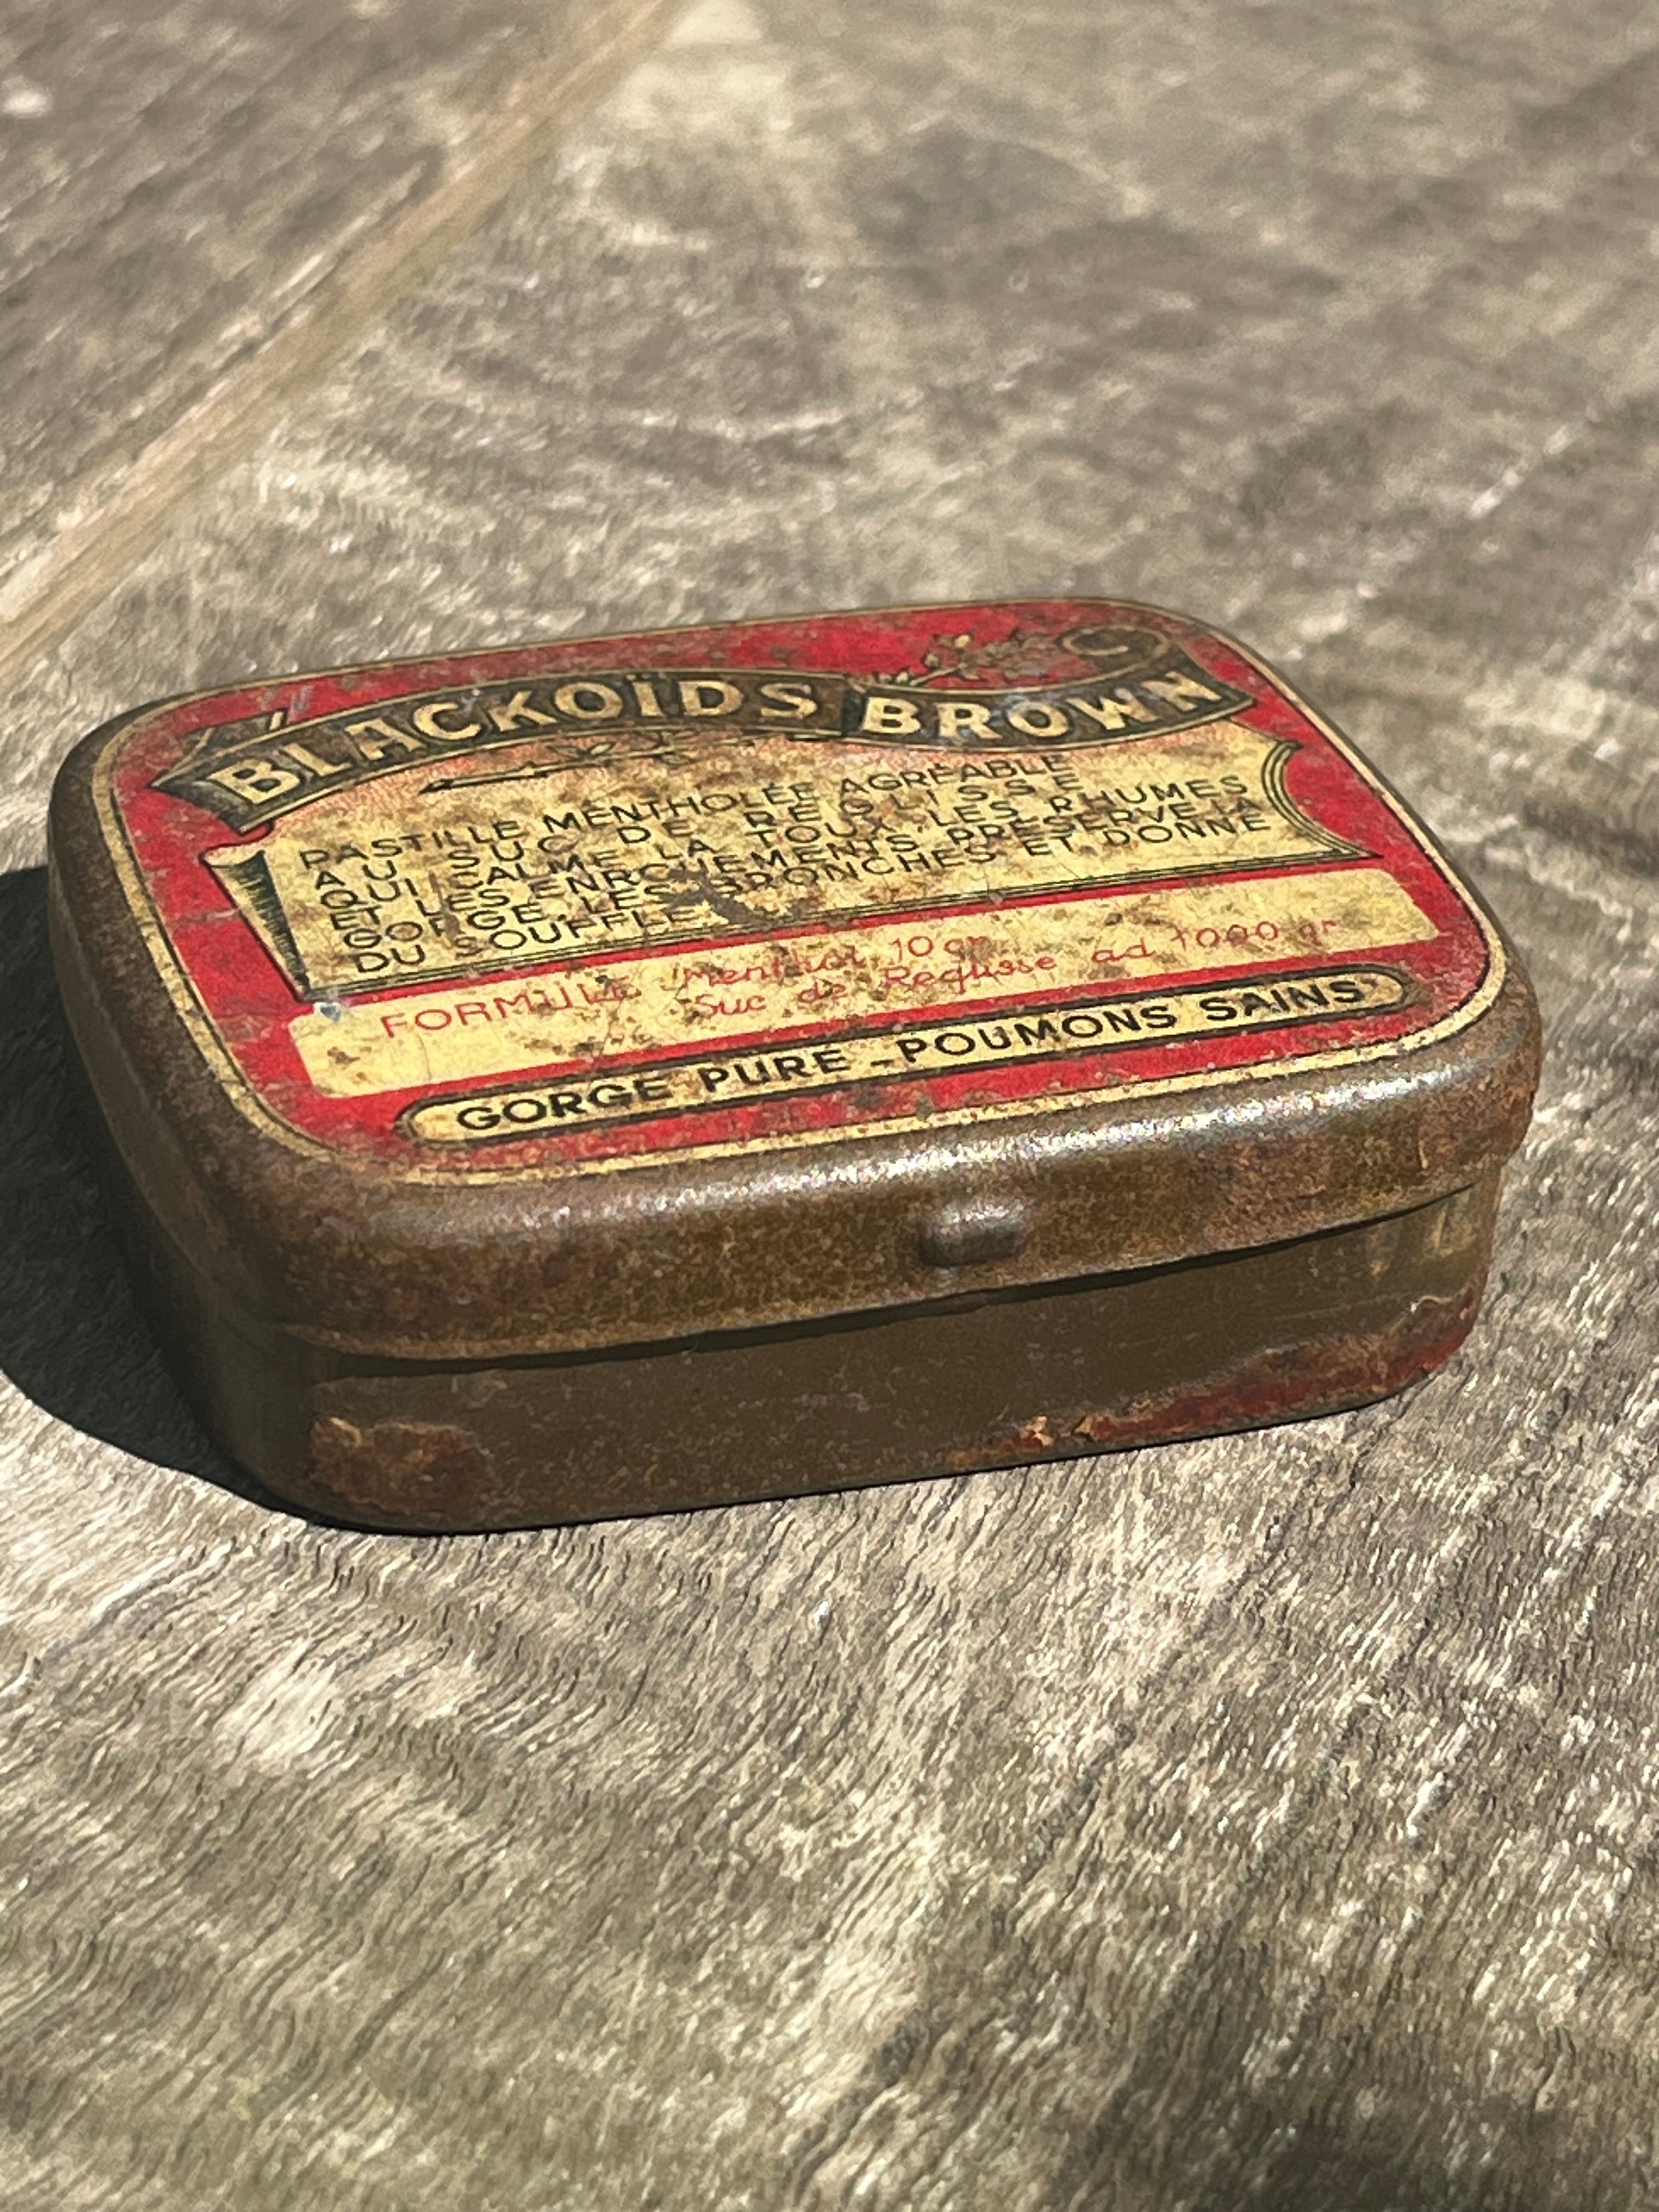 BLACKOÏDS BROWN
PASTILLE MENTHOLÉE AGRÉABLE
AU SUC DE RÉGLISSE
QUI CALME LA TOUX, LES RHUMES
ET LES ENROUEMENTS, PRÉSERVE LA
GORGE LES BRONCHES ET DONNE
DU SOUFFLE
FORMULE Menthol 10 gr
Suc de Réglisse ad 1000 gr
GORGE PURE - POUMONS SAINS